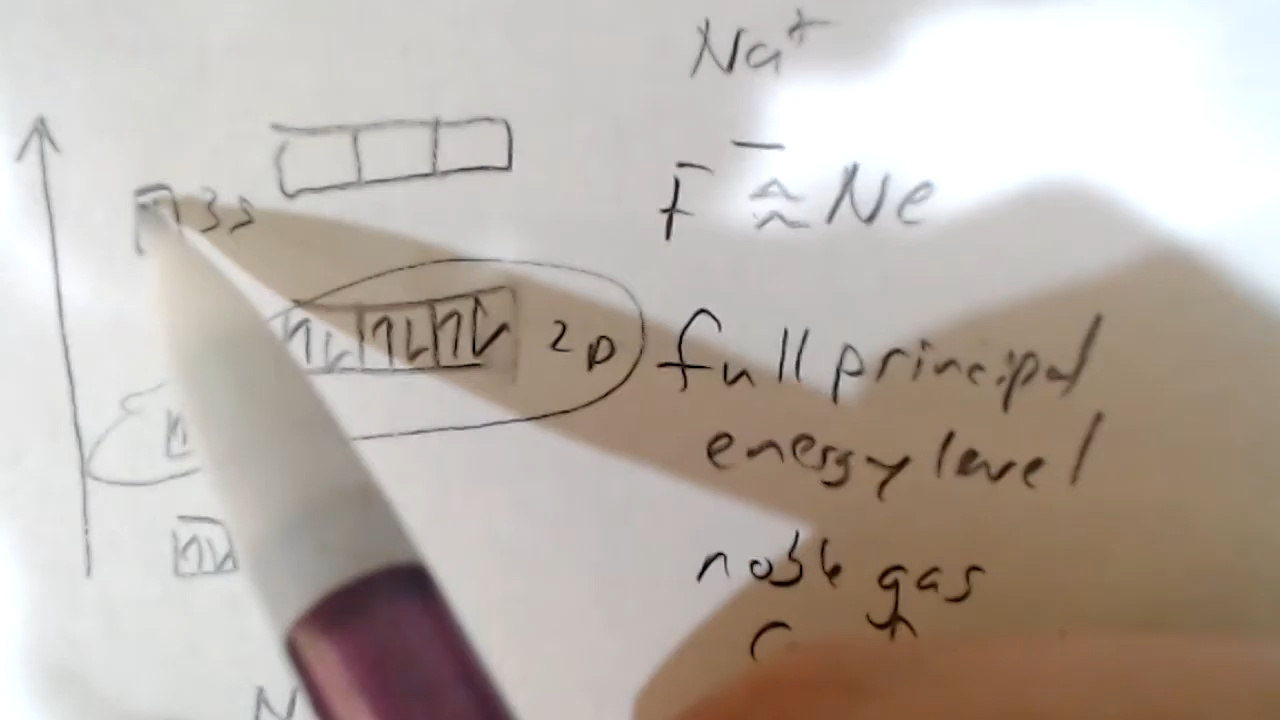 Na+
3s
F- ≈ Ne
2p
full principal
energy level
noble gas
N